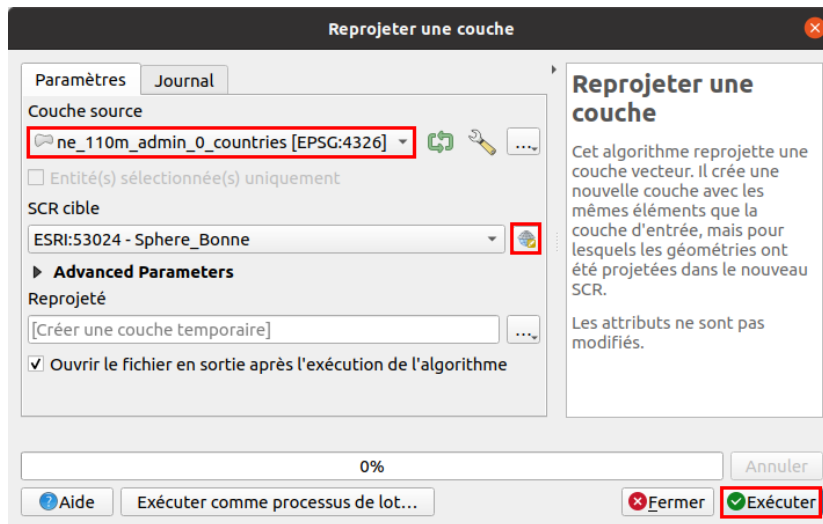 Reprojeter une couche
Paramètres
Journal
Couche source
ne_110m_admin_0_countries [EPSG:4326]
...
Entité(s) sélectionnée(s) uniquement
SCR cible
ESRI:53024 - Sphere_Bonne
Advanced Parameters
Reprojeté
[Créer une couche temporaire]
...
Ouvrir le fichier en sortie après l'exécution de l'algorithme
Reprojeter une
couche
Cet algorithme reprojette une
couche vecteur. Il crée une
nouvelle couche avec les
mêmes éléments que la
couche d'entrée, mais pour
lesquels les géométries ont
été projetées dans le nouveau
SCR.
Les attributs ne sont pas
modifiés.
0%
Annuler
Aide
Exécuter comme processus de lot...
Fermer
Exécuter